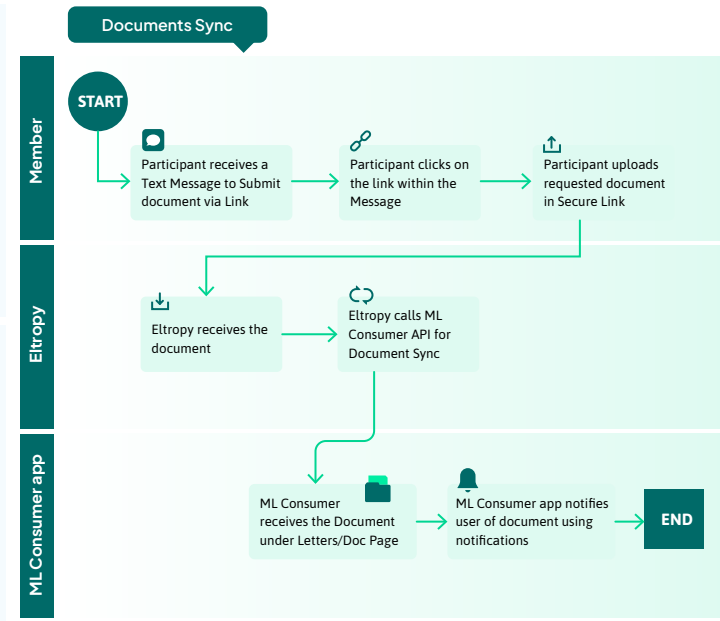 Documents Sync
Member
START
Participant receives a
Text Message to Submit
document via Link
Participant clicks on
the link within the
Message
Participant uploads
requested document
in Secure Link
Eltropy
Eltropy receives the
document
Eltropy calls ML
Consumer API for
Document Sync
ML Consumer app
ML Consumer
receives the Document
under Letters/Doc Page
ML Consumer app notifies
user of document using
notifications
END